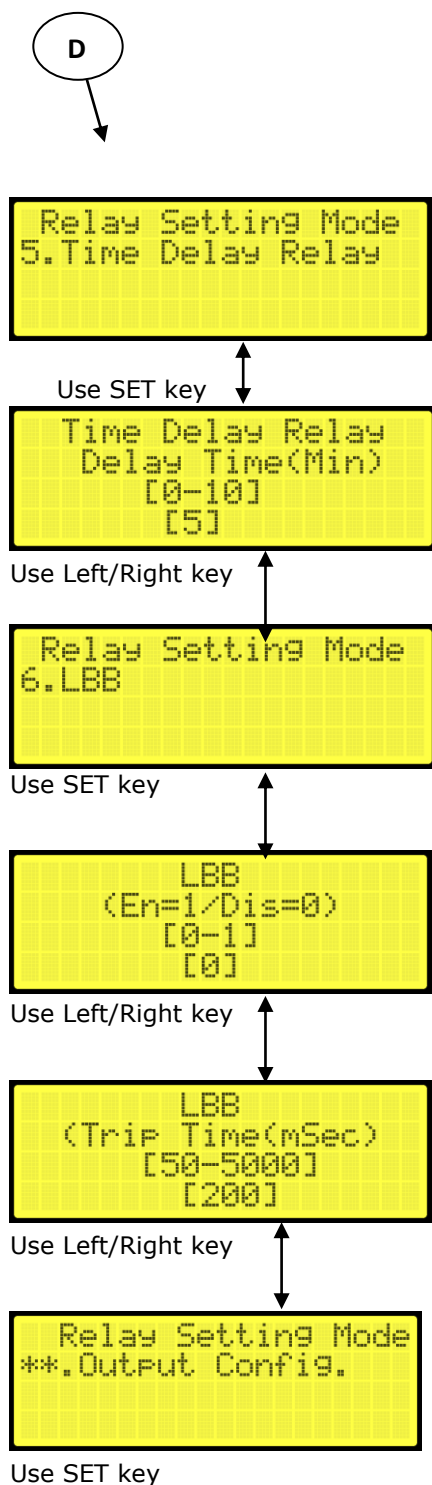 D
Relay Setting Mode
5.Time Delay Relay
Use SET key
Time Delay Relay
Delay Time(Min)
[0-10]
[5]
Use Left/Right key
Relay Setting Mode
6.LBB
Use SET key
LBB
(En=1/Dis=0)
[0-1]
[0]
Use Left/Right key
LBB
(Trip Time(mSec)
[50-5000]
[200]
Use Left/Right key
Relay Setting Mode
**.Output Config.
Use SET key